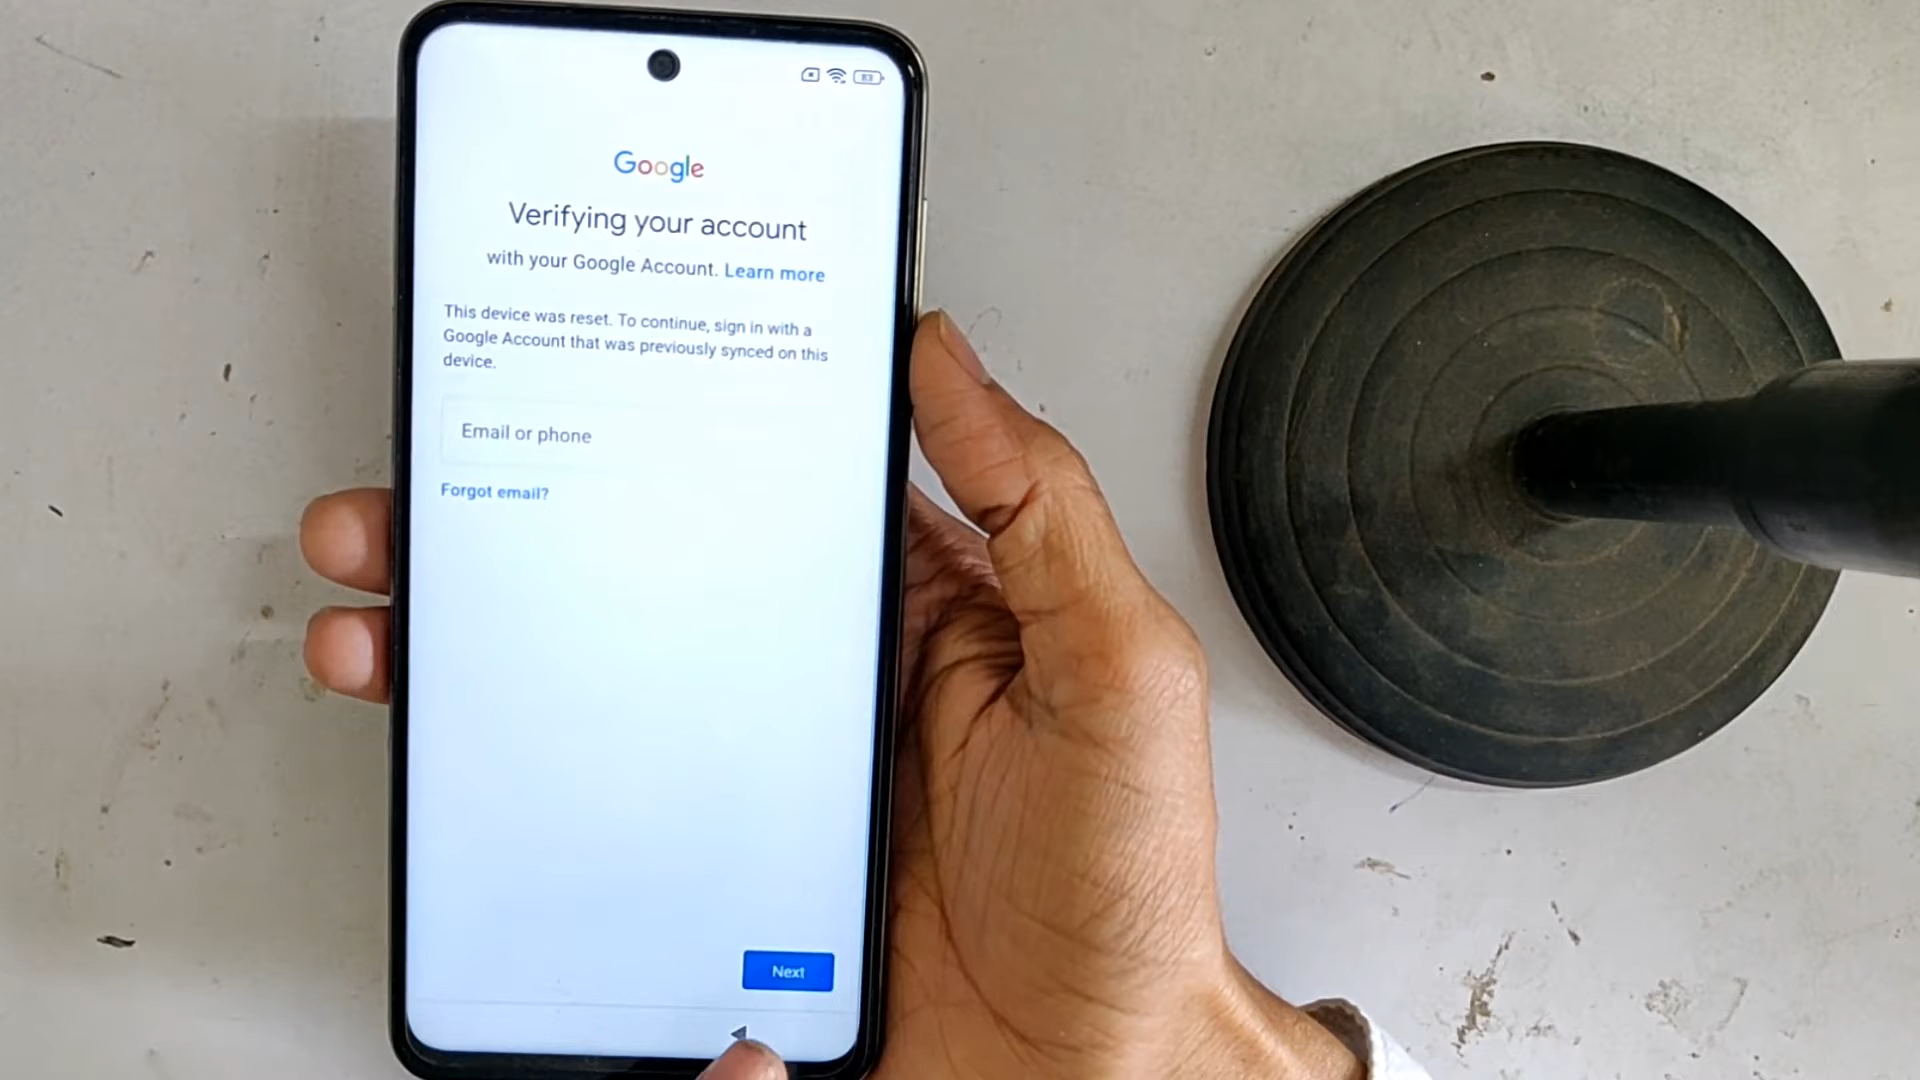 83
Google
Verifying your account
with your Google Account. Learn more
This device was reset. To continue, sign in with a
Google Account that was previously synced on this
device.
Email or phone
Forgot email?
Next